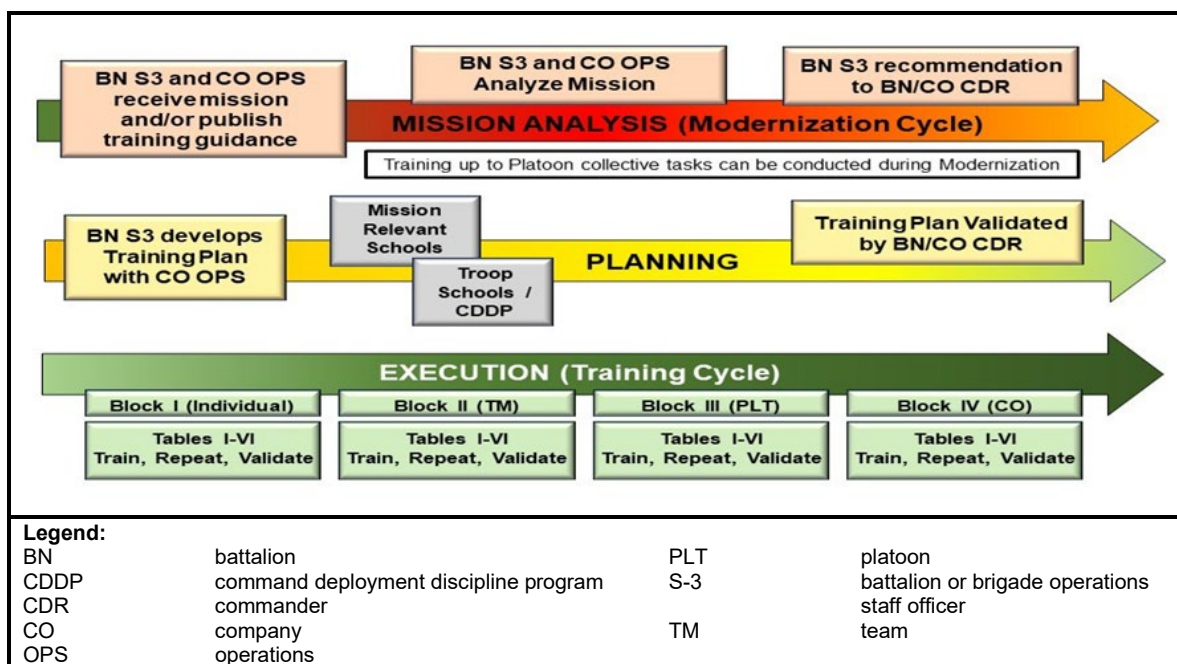 BN S3 and CO OPS
receive mission
and/or publish
training guidance
BN S3 and CO OPS
Analyze Mission
BN S3 recommendation
to BN/CO CDR
MISSION ANALYSIS (Modernization Cycle)
Training up to Platoon collective tasks can be conducted during Modernization
BN S3 develops
Training Plan
with CO OPS
Mission
Relevant
Schools
Troop
Schools /
CDDP
PLANNING
Training Plan Validated
by BN/CO CDR
EXECUTION (Training Cycle)
Block I (Individual)
Block II (TM)
Block III (PLT)
Block IV (CO)
Tables I-VI
Train, Repeat, Validate
Tables I-VI
Train, Repeat, Validate
Tables I-VI
Train, Repeat, Validate
Tables I-VI
Train, Repeat, Validate
Legend:
BN battalion
CDDP command deployment discipline program
CDR commander
CO company
OPS operations
PLT platoon
S-3 battalion or brigade operations
staff officer
TM team